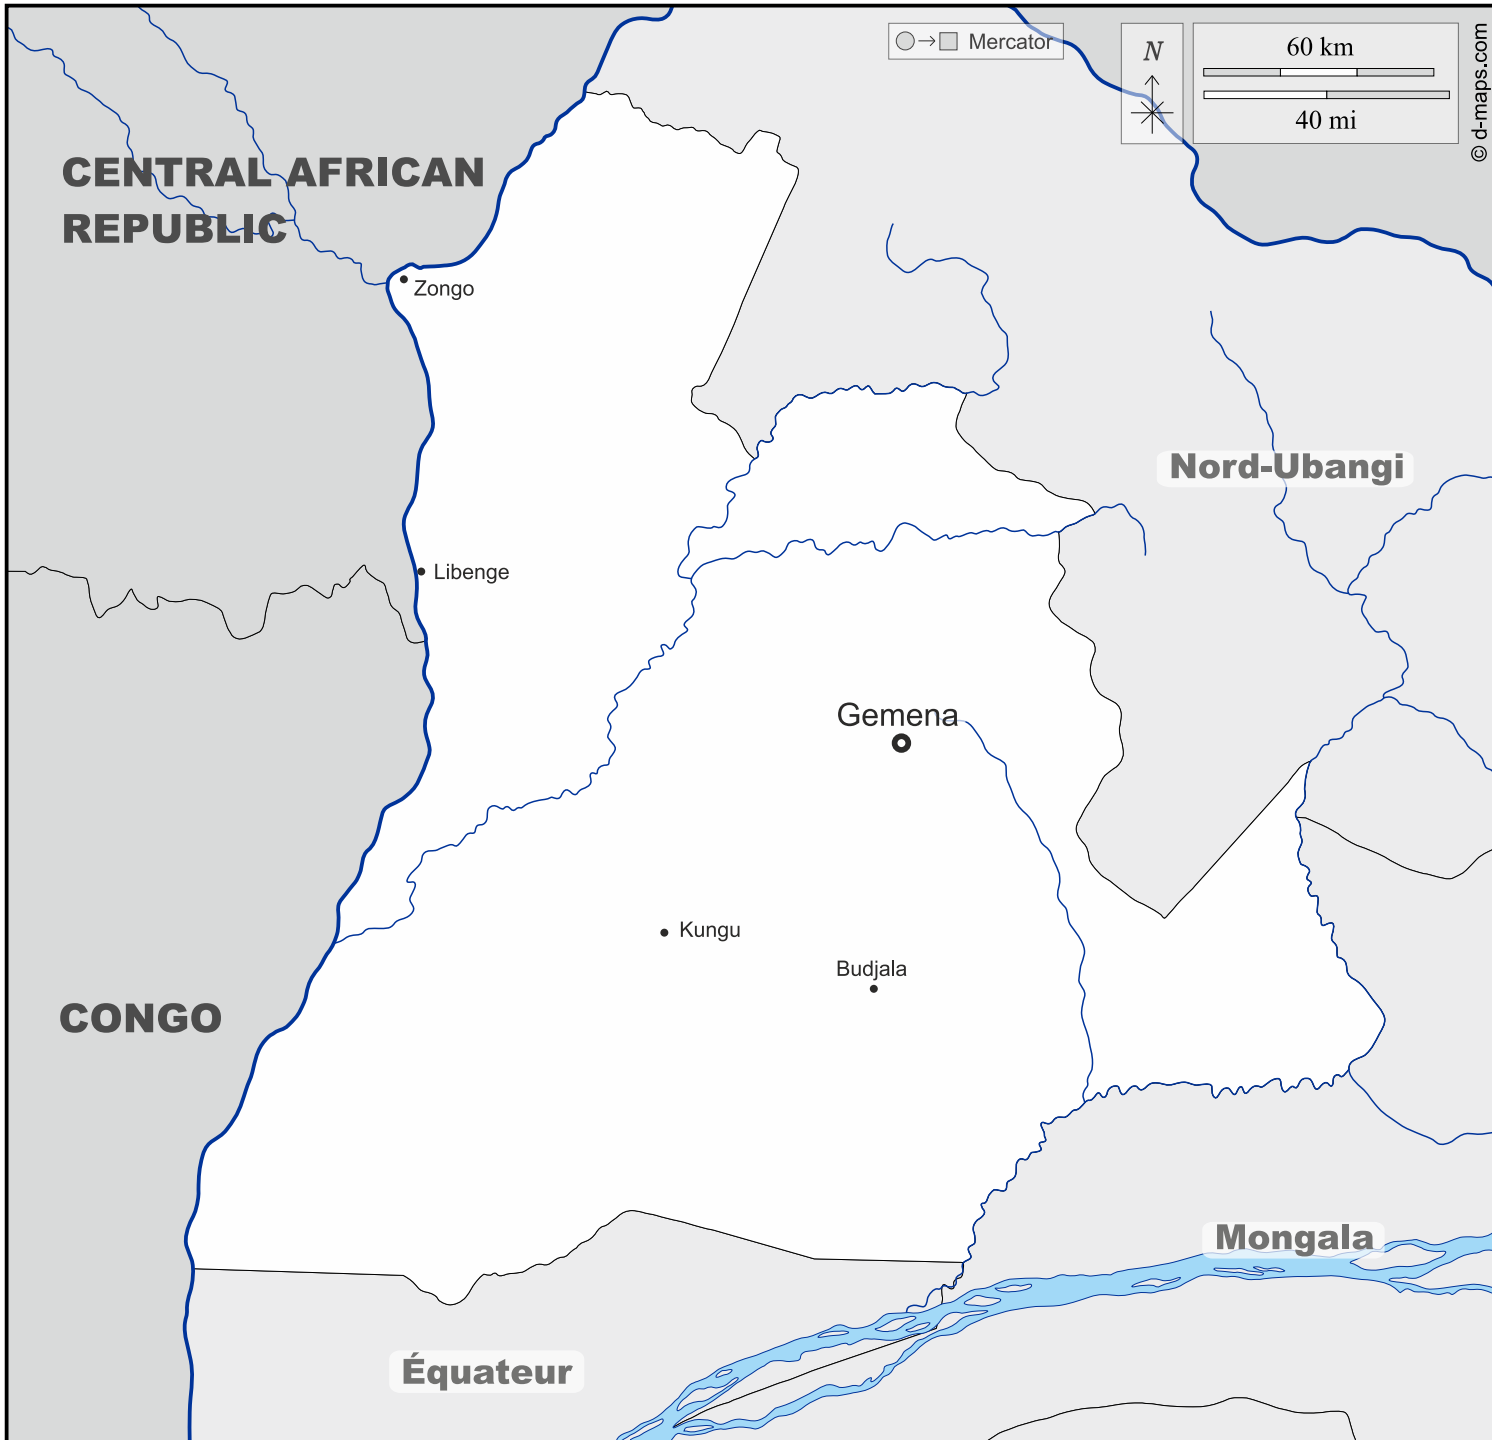 Mercator
N
60 km
40 mi
© d-maps.com
CENTRAL AFRICAN
REPUBLIC
Zongo
Nord-Ubangi
Libenge
Gemena
Kungu
Budjala
CONGO
Mongala
Équateur